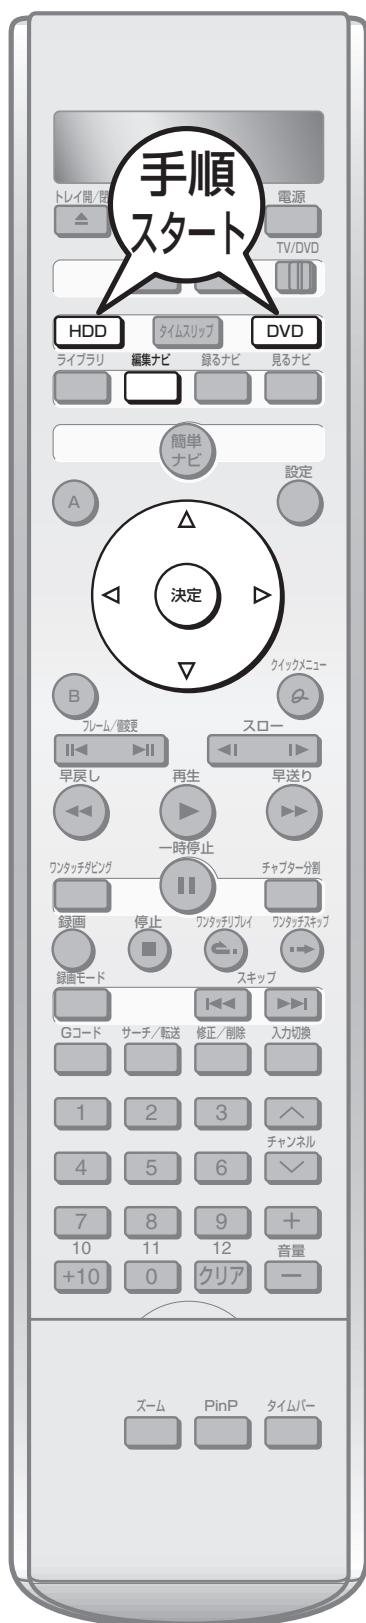 手順
スタート
トレイ開/閉
電源
TV/DVD
HDD
タイムスリップ
DVD
ライブラリ
編集ナビ
録るナビ
見るナビ
簡単
ナビ
設定
A
決定
クイックメニュー
B
フレーム/値変更
スロー
早戻し
再生
早送り
一時停止
ワンタッチダビング
チャプター分割
録画
停止
ワンタッチリプレイ
ワンタッチスキップ
録画モード
スキップ
Gコード
サーチ/転送
修正/削除
入力切換
1
2
3
チャンネル
4
5
6
7
8
9
+
10
11
12
音量
+10
0
クリア
−
ズーム
PinP
タイムバー